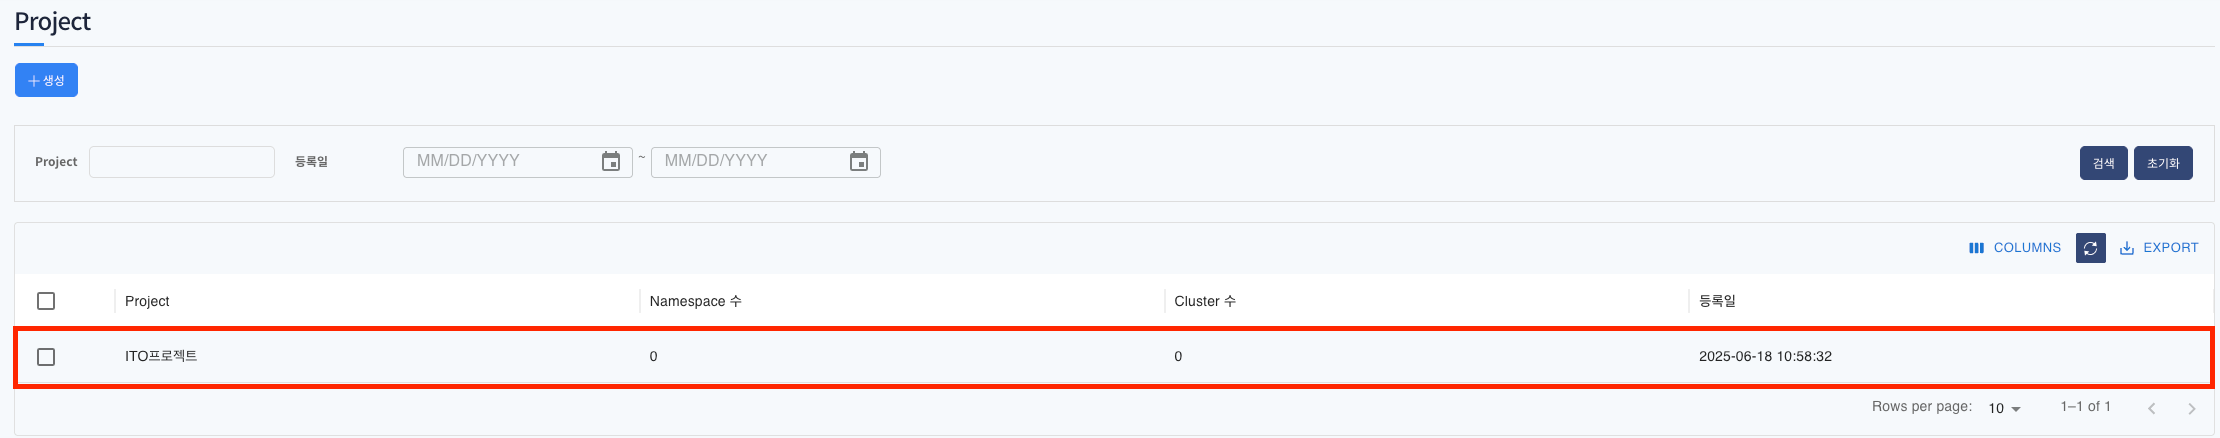 Project
+ 생성
Project 등록일 MM/DD/YYYY ~ MM/DD/YYYY 검색 초기화
COLUMNS EXPORT
Project Namespace 수 Cluster 수 등록일
ITO프로젝트 0 0 2025-06-18 10:58:32
Rows per page: 10 1–1 of 1